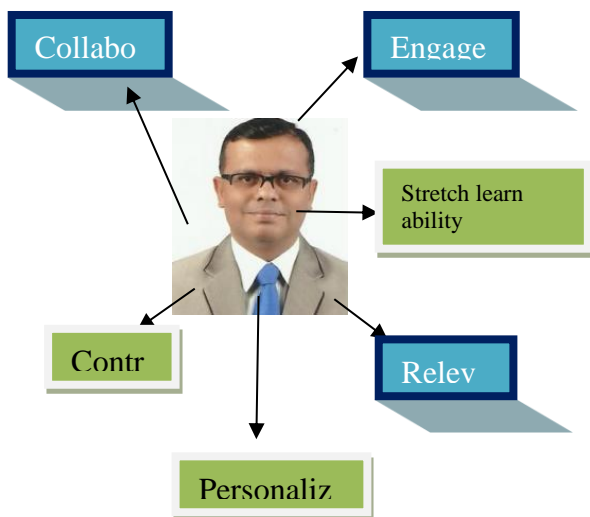 Collabo
Engage
Stretch learn
ability
Contr
Relev
Personaliz